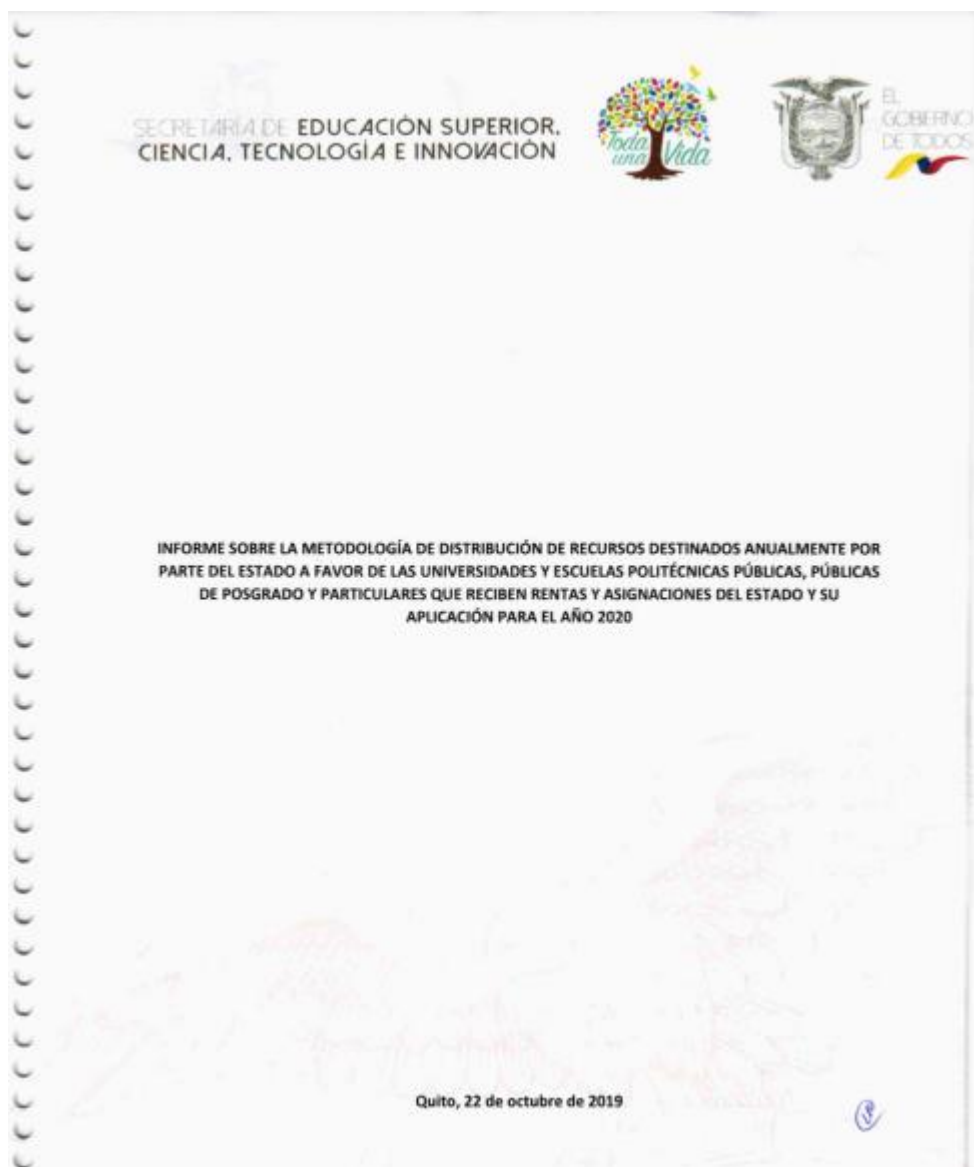 SECRETARÍA DE EDUCACIÓN SUPERIOR,
CIENCIA, TECNOLOGÍA E INNOVACIÓN
Toda
una Vida
EL
GOBIERNO
DE TODOS
INFORME SOBRE LA METODOLOGÍA DE DISTRIBUCIÓN DE RECURSOS DESTINADOS ANUALMENTE POR
PARTE DEL ESTADO A FAVOR DE LAS UNIVERSIDADES Y ESCUELAS POLITÉCNICAS PÚBLICAS, PÚBLICAS
DE POSGRADO Y PARTICULARES QUE RECIBEN RENTAS Y ASIGNACIONES DEL ESTADO Y SU
APLICACIÓN PARA EL AÑO 2020
Quito, 22 de octubre de 2019